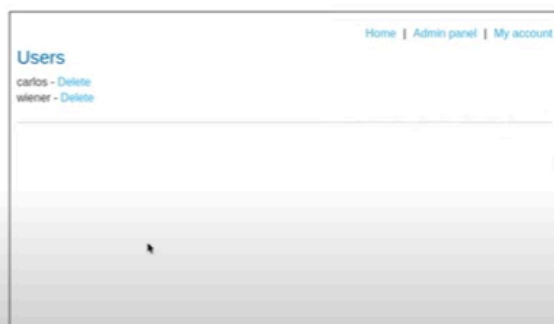 Home | Admin panel | My account
Users
carlos - Delete
wiener - Delete